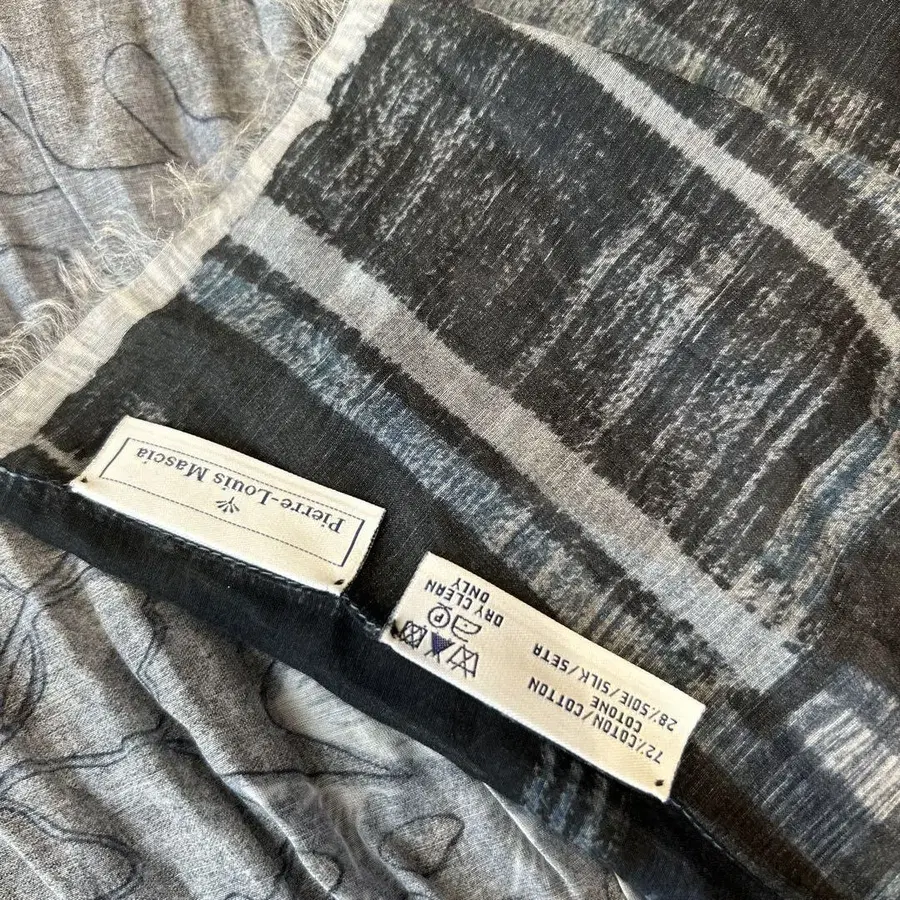 Pierre-Louis Mascia
72%COTON/COTTON
COTONE
28%SOIE/SILK/SETA
DRY CLEAN
ONLY